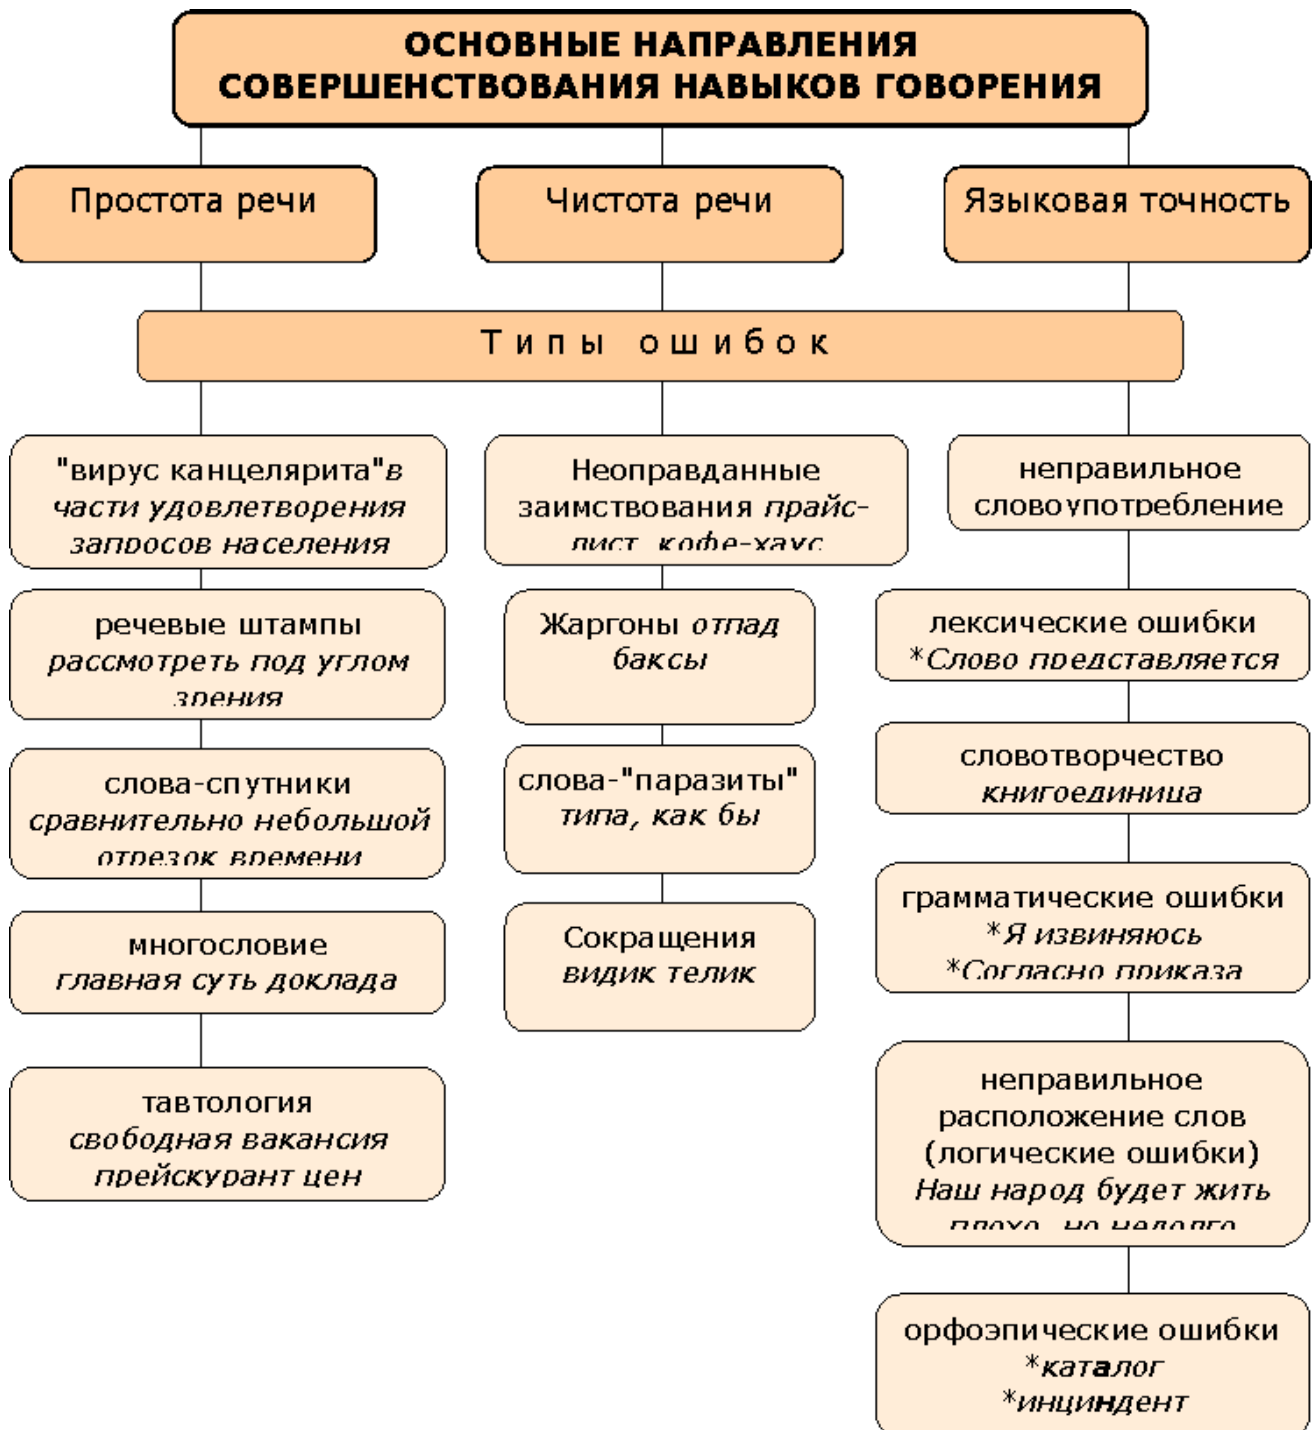 ОСНОВНЫЕ НАПРАВЛЕНИЯ
СОВЕРШЕНСТВОВАНИЯ НАВЫКОВ ГОВОРЕНИЯ
Простота речи
Чистота речи
Языковая точность
Типы ошибок
"вирус канцелярита"в
части удовлетворения
запросов населения
речевые штампы
рассмотреть под углом
зрения
слова-спутники
сравнительно небольшой
отрезок времени
многословие
главная суть доклада
тавтология
свободная вакансия
прейскурант цен
Неоправданные
заимствования прайс-
лист, кофе-хаус
Жаргоны отпад
баксы
слова-"паразиты"
типа, как бы
Сокращения
видик телик
неправильное
словоупотребление
лексические ошибки
*Слово представляется
словотворчество
книгоединица
грамматические ошибки
*Я извиняюсь
*Согласно приказа
неправильное
расположение слов
(логические ошибки)
Наш народ будет жить
плохо, но недолго.
орфоэпические ошибки
*каталог
*инциндент